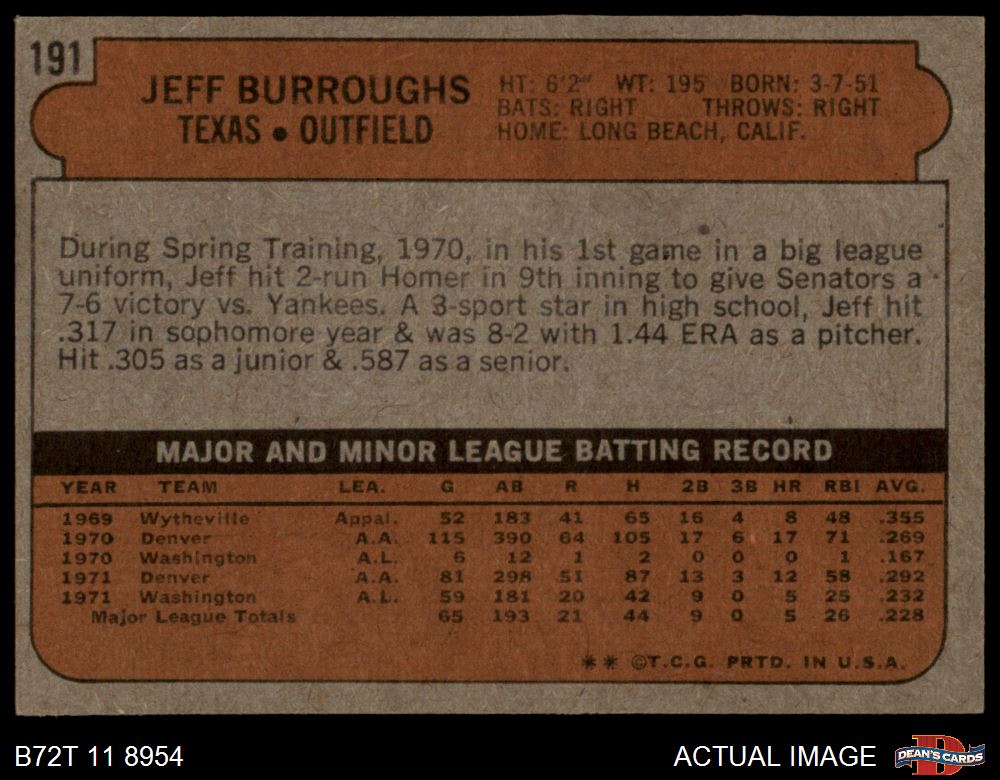 191
JEFF BURROUGHS
TEXAS • OUTFIELD
HT: 6'2" WT: 195 BORN: 3-7-51
BATS: RIGHT THROWS: RIGHT
HOME: LONG BEACH, CALIF.
During Spring Training, 1970, in his 1st game in a big league
uniform, Jeff hit 2-run Homer in 9th inning to give Senators a
7-6 victory vs. Yankees. A 3-sport star in high school, Jeff hit
.317 in sophomore year & was 8-2 with 1.44 ERA as a pitcher.
Hit .305 as a junior & .587 as a senior.
MAJOR AND MINOR LEAGUE BATTING RECORD
YEAR TEAM LEA. G AB R H 2B 3B HR RBI AVG.
1969 Wytheville Appal. 52 183 41 65 16 4 8 48 .355
1970 Denver A.A. 115 390 64 105 17 6 17 71 .269
1970 Washington A.L. 6 12 1 2 0 0 0 1 .167
1971 Denver A.A. 81 298 51 87 13 3 12 58 .292
1971 Washington A.L. 59 181 20 42 9 0 5 25 .232
Major League Totals 65 193 21 44 9 0 5 26 .228
** ©T.C.G. PRTD. IN U.S.A.
B72T 11 8954
ACTUAL IMAGE
DEAN'S CARDS